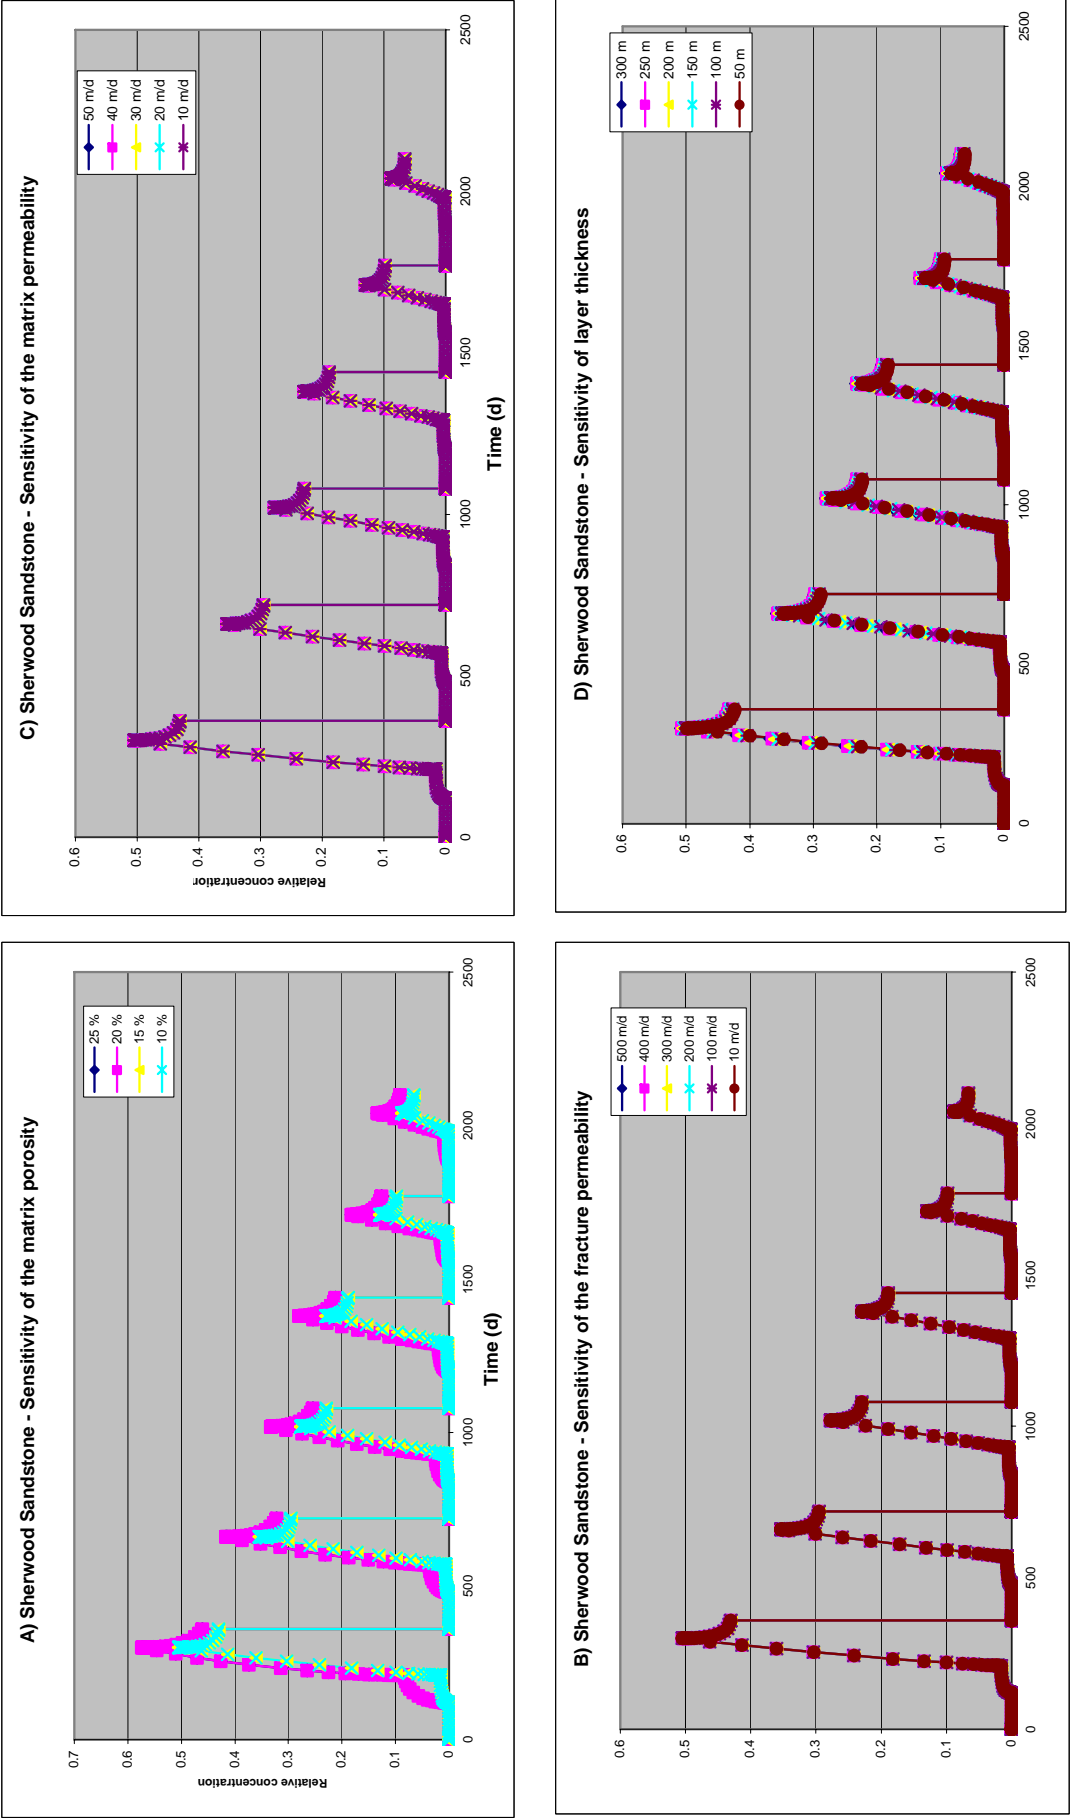 A) Sherwood Sandstone - Sensitivity of the matrix porosity
0.7
0.6
0.5
0.4
0.3
0.2
0.1
0
Relative concentration
0
500
1000
1500
2000
2500
Time (d)
25 %
20 %
15 %
10 %
C) Sherwood Sandstone - Sensitivity of the matrix permeability
0.6
0.5
0.4
0.3
0.2
0.1
0
Relative concentration
0
500
1000
1500
2000
2500
Time (d)
50 m/d
40 m/d
30 m/d
20 m/d
10 m/d
B) Sherwood Sandstone - Sensitivity of the fracture permeability
0.6
0.5
0.4
0.3
0.2
0.1
0
0
500
1000
1500
2000
2500
500 m/d
400 m/d
300 m/d
200 m/d
100 m/d
10 m/d
D) Sherwood Sandstone - Sensitivity of layer thickness
0.6
0.5
0.4
0.3
0.2
0.1
0
0
500
1000
1500
2000
2500
300 m
250 m
200 m
150 m
100 m
50 m